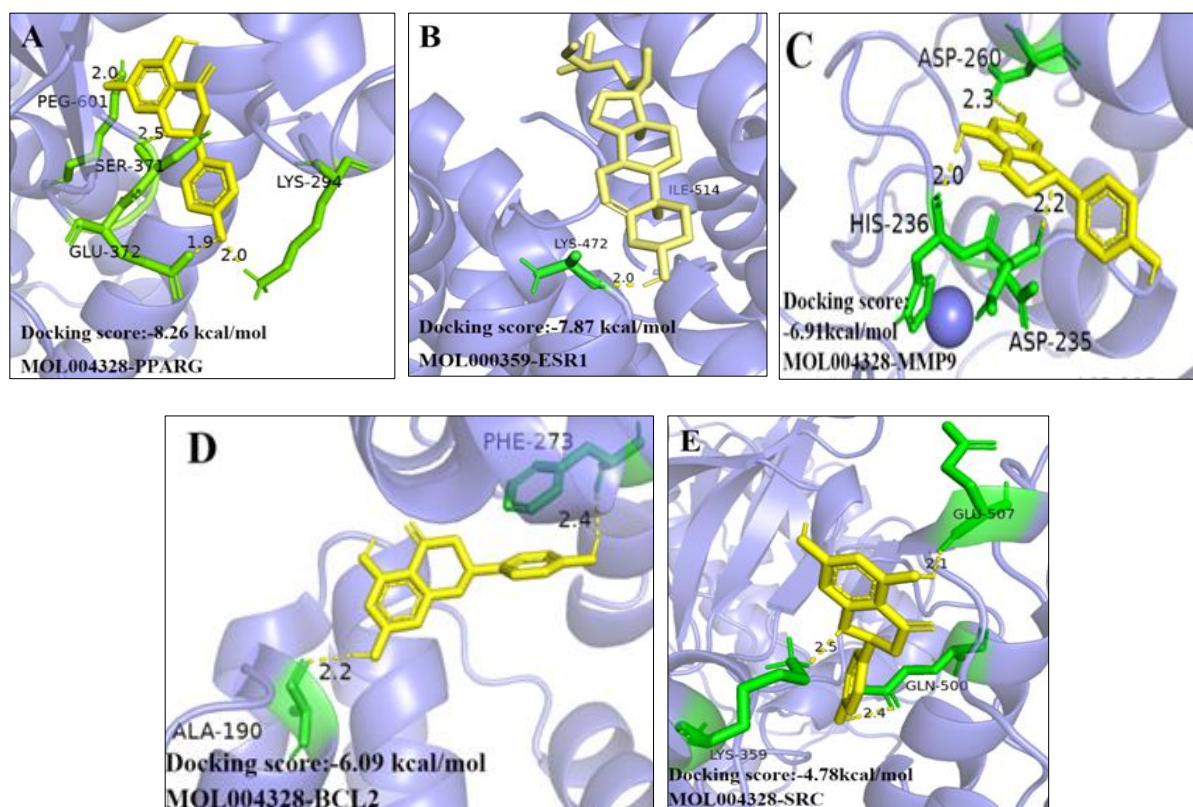 A
2.0
PEG-601
2.5
SER-371
LYS-294
GLU-372
1.9
2.0
Docking score:-8.26 kcal/mol
MOL004328-PPARG
B
ILE-514
LYS-472
2.0
Docking score:-7.87 kcal/mol
MOL000359-ESR1
C
ASP-260
2.3
2.0
2.2
HIS-236
Docking score:
-6.91kcal/mol
ASP-235
MOL004328-MMP9
D
PHE-273
2.4
2.2
ALA-190
Docking score:-6.09 kcal/mol
MOL004328-BCL2
E
GLU-507
2.1
2.5
GLN-500
2.4
LYS-359
Docking score:-4.78kcal/mol
MOL004328-SRC